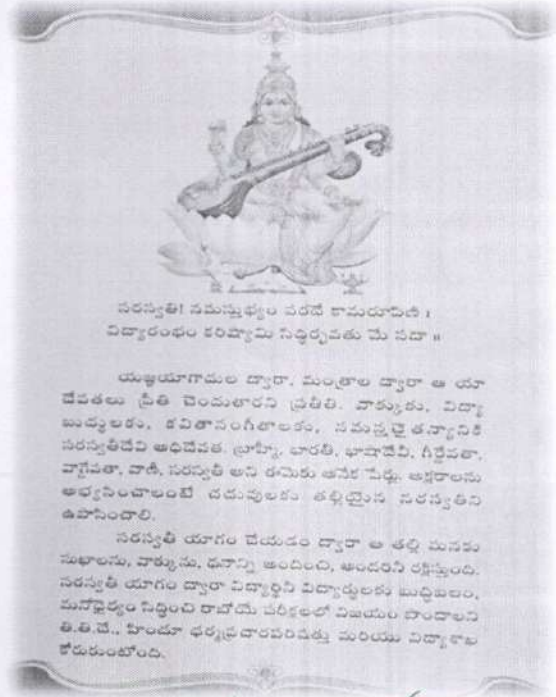 సరస్వతి! నమస్తుభ్యం వరదే కామరూపిణి ।
విద్యారంభం కరిష్యామి సిద్ధిర్భవతు మే సదా ॥
యజ్ఞయాగాదుల ద్వారా, మంత్రాల ద్వారా ఆ యా
దేవతలు ప్రీతి చెందుతారని ప్రతీతి. వాక్కుకు, విద్యా
బుద్ధులకు, కవితాసంగీతాలకు, సమస్తచైతన్యానికి
సరస్వతీదేవి అధిదేవత. బ్రాహ్మి, భారతీ, భాషాదేవి, గీర్దేవతా,
వాగ్దేవతా, వాణీ, సరస్వతీ అని ఈమెకు అనేక పేర్లు. అక్షరాలను
అభ్యసించాలంటే చదువులకు తల్లియైన సరస్వతిని
ఉపాసించాలి.
సరస్వతీ యాగం చేయడం ద్వారా ఆ తల్లి మనకు
సుఖాలను, వాక్కును, ధనాన్ని అందించి, అందరిని రక్షిస్తుంది.
సరస్వతీ యాగం ద్వారా విద్యార్థిని విద్యార్థులకు బుద్ధిబలం,
మనోధైర్యం సిద్ధించి రాబోయే పరీక్షలలో విజయం పొందాలని
తి.తి.దే., హిందూ ధర్మప్రచారపరిషత్తు మరియు విద్యాశాఖ
కోరుకుంటోంది.